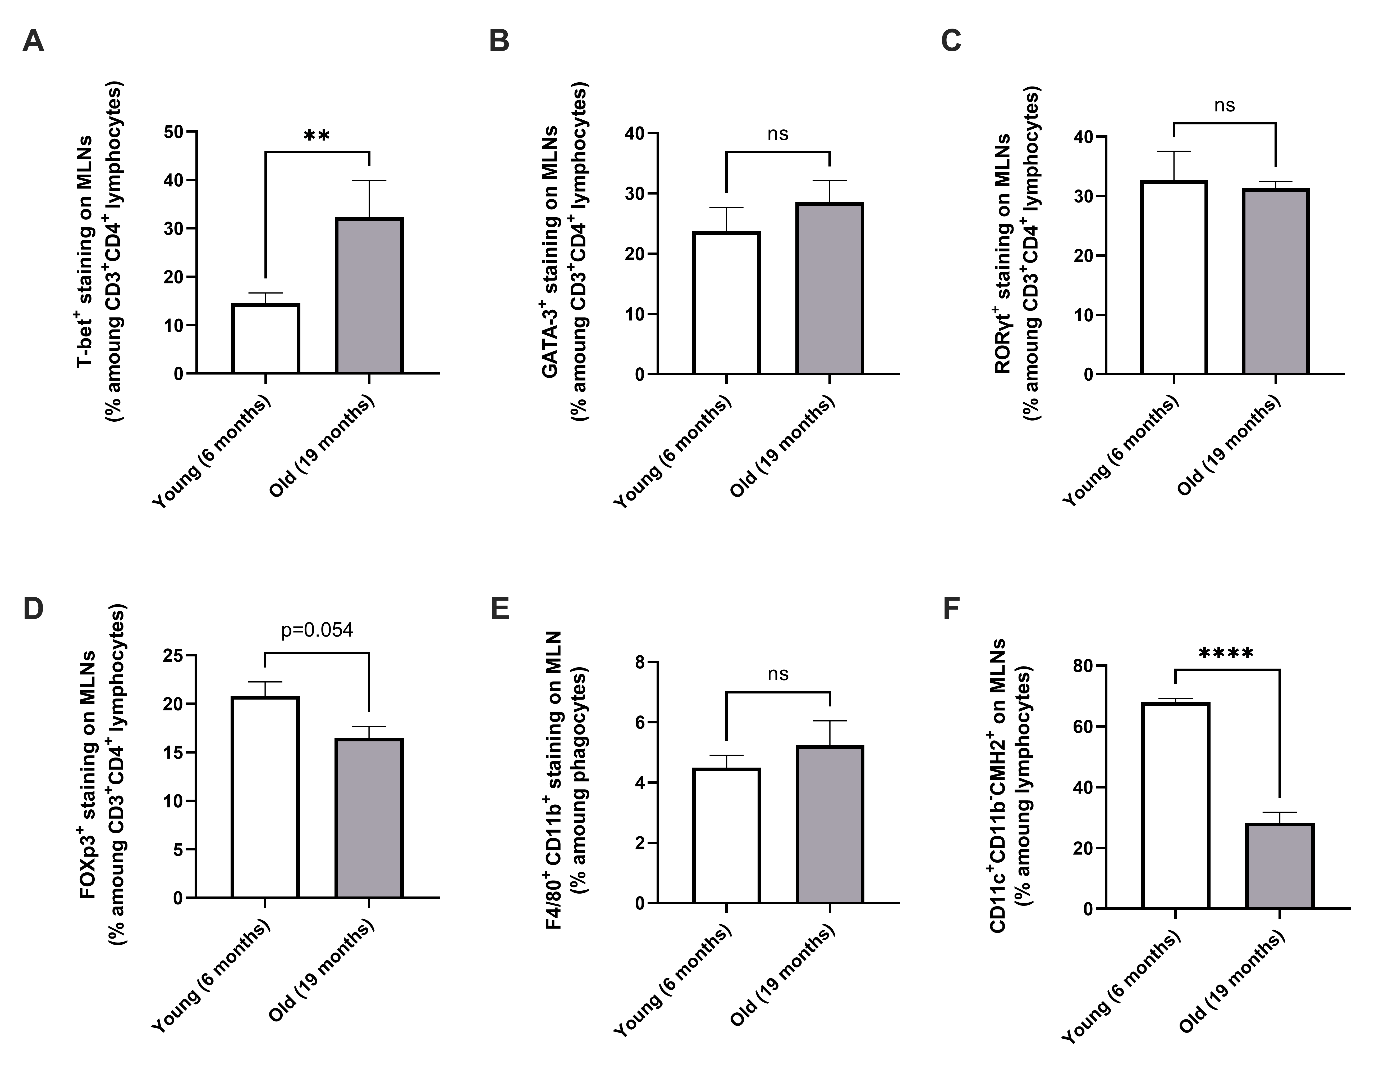 A
T-bet⁺ staining on MLNs
(% amoung CD3⁺CD4⁺ lymphocytes)
50
40
30
20
10
0
**
Young (6 months)
Old (19 months)
B
GATA-3⁺ staining on MLNs
(% amoung CD3⁺CD4⁺ lymphocytes)
40
30
20
10
0
ns
Young (6 months)
Old (19 months)
C
RORγt⁺ staining on MLNs
(% amoung CD3⁺CD4⁺ lymphocytes)
40
30
20
10
0
ns
Young (6 months)
Old (19 months)
D
FOXp3⁺ staining on MLNs
(% amoung CD3⁺CD4⁺ lymphocytes)
25
20
15
10
5
0
p=0.054
Young (6 months)
Old (19 months)
E
F4/80⁺ CD11b⁺ staining on MLN
(% amoung phagocytes)
8
6
4
2
0
ns
Young (6 months)
Old (19 months)
F
CD11c⁺CD11b⁻CMH2⁺ on MLNs
(% amoung lymphocytes)
80
60
40
20
0
****
Young (6 months)
Old (19 months)